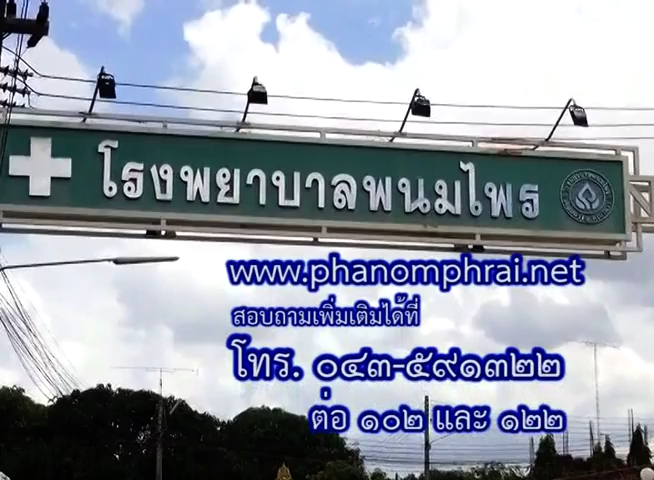 โรงพยาบาลพนมไพร
www.phanomphrai.net
สอบถามเพิ่มเติมได้ที่
โทร. ๐๔๓-๕๙๑๓๒๒
ต่อ ๑๐๒ และ ๑๒๒